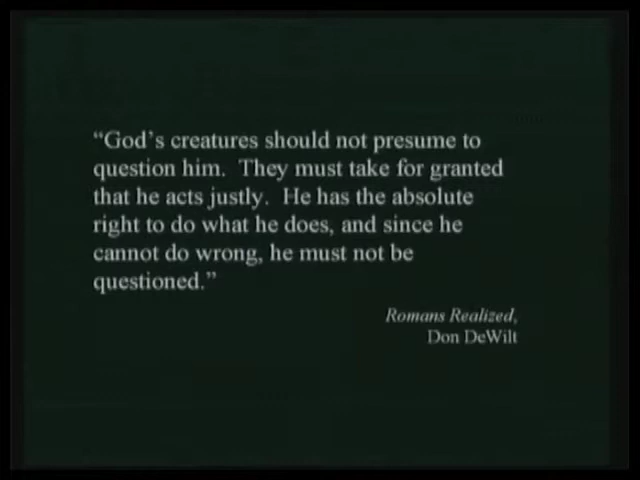 “God’s creatures should not presume to
question him.  They must take for granted
that he acts justly.  He has the absolute
right to do what he does, and since he
cannot do wrong, he must not be
questioned.”
Romans Realized,
Don DeWilt